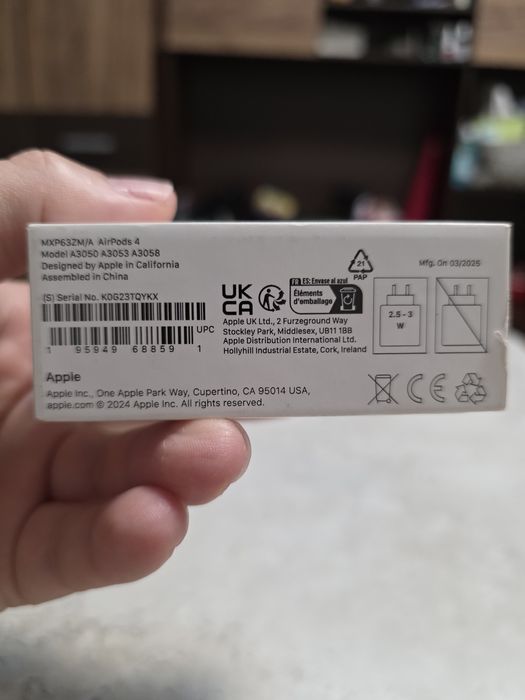 MXP63ZM/A AirPods 4
Model A3050 A3053 A3058
Designed by Apple in California
Assembled in China
(S) Serial No. K0G23TQYKX
UPC
1 95949 68859 1
Apple
Apple Inc., One Apple Park Way, Cupertino, CA 95014 USA,
apple.com © 2024 Apple Inc. All rights reserved.
UK
CA
FR ES: Envase al azul
Éléments
d'emballage
21
PAP
Apple UK Ltd., 2 Furzeground Way
Stockley Park, Middlesex, UB11 1BB
Apple Distribution International Ltd.
Hollyhill Industrial Estate, Cork, Ireland
Mfg. On 03/2025
2.5 - 3
W
CE